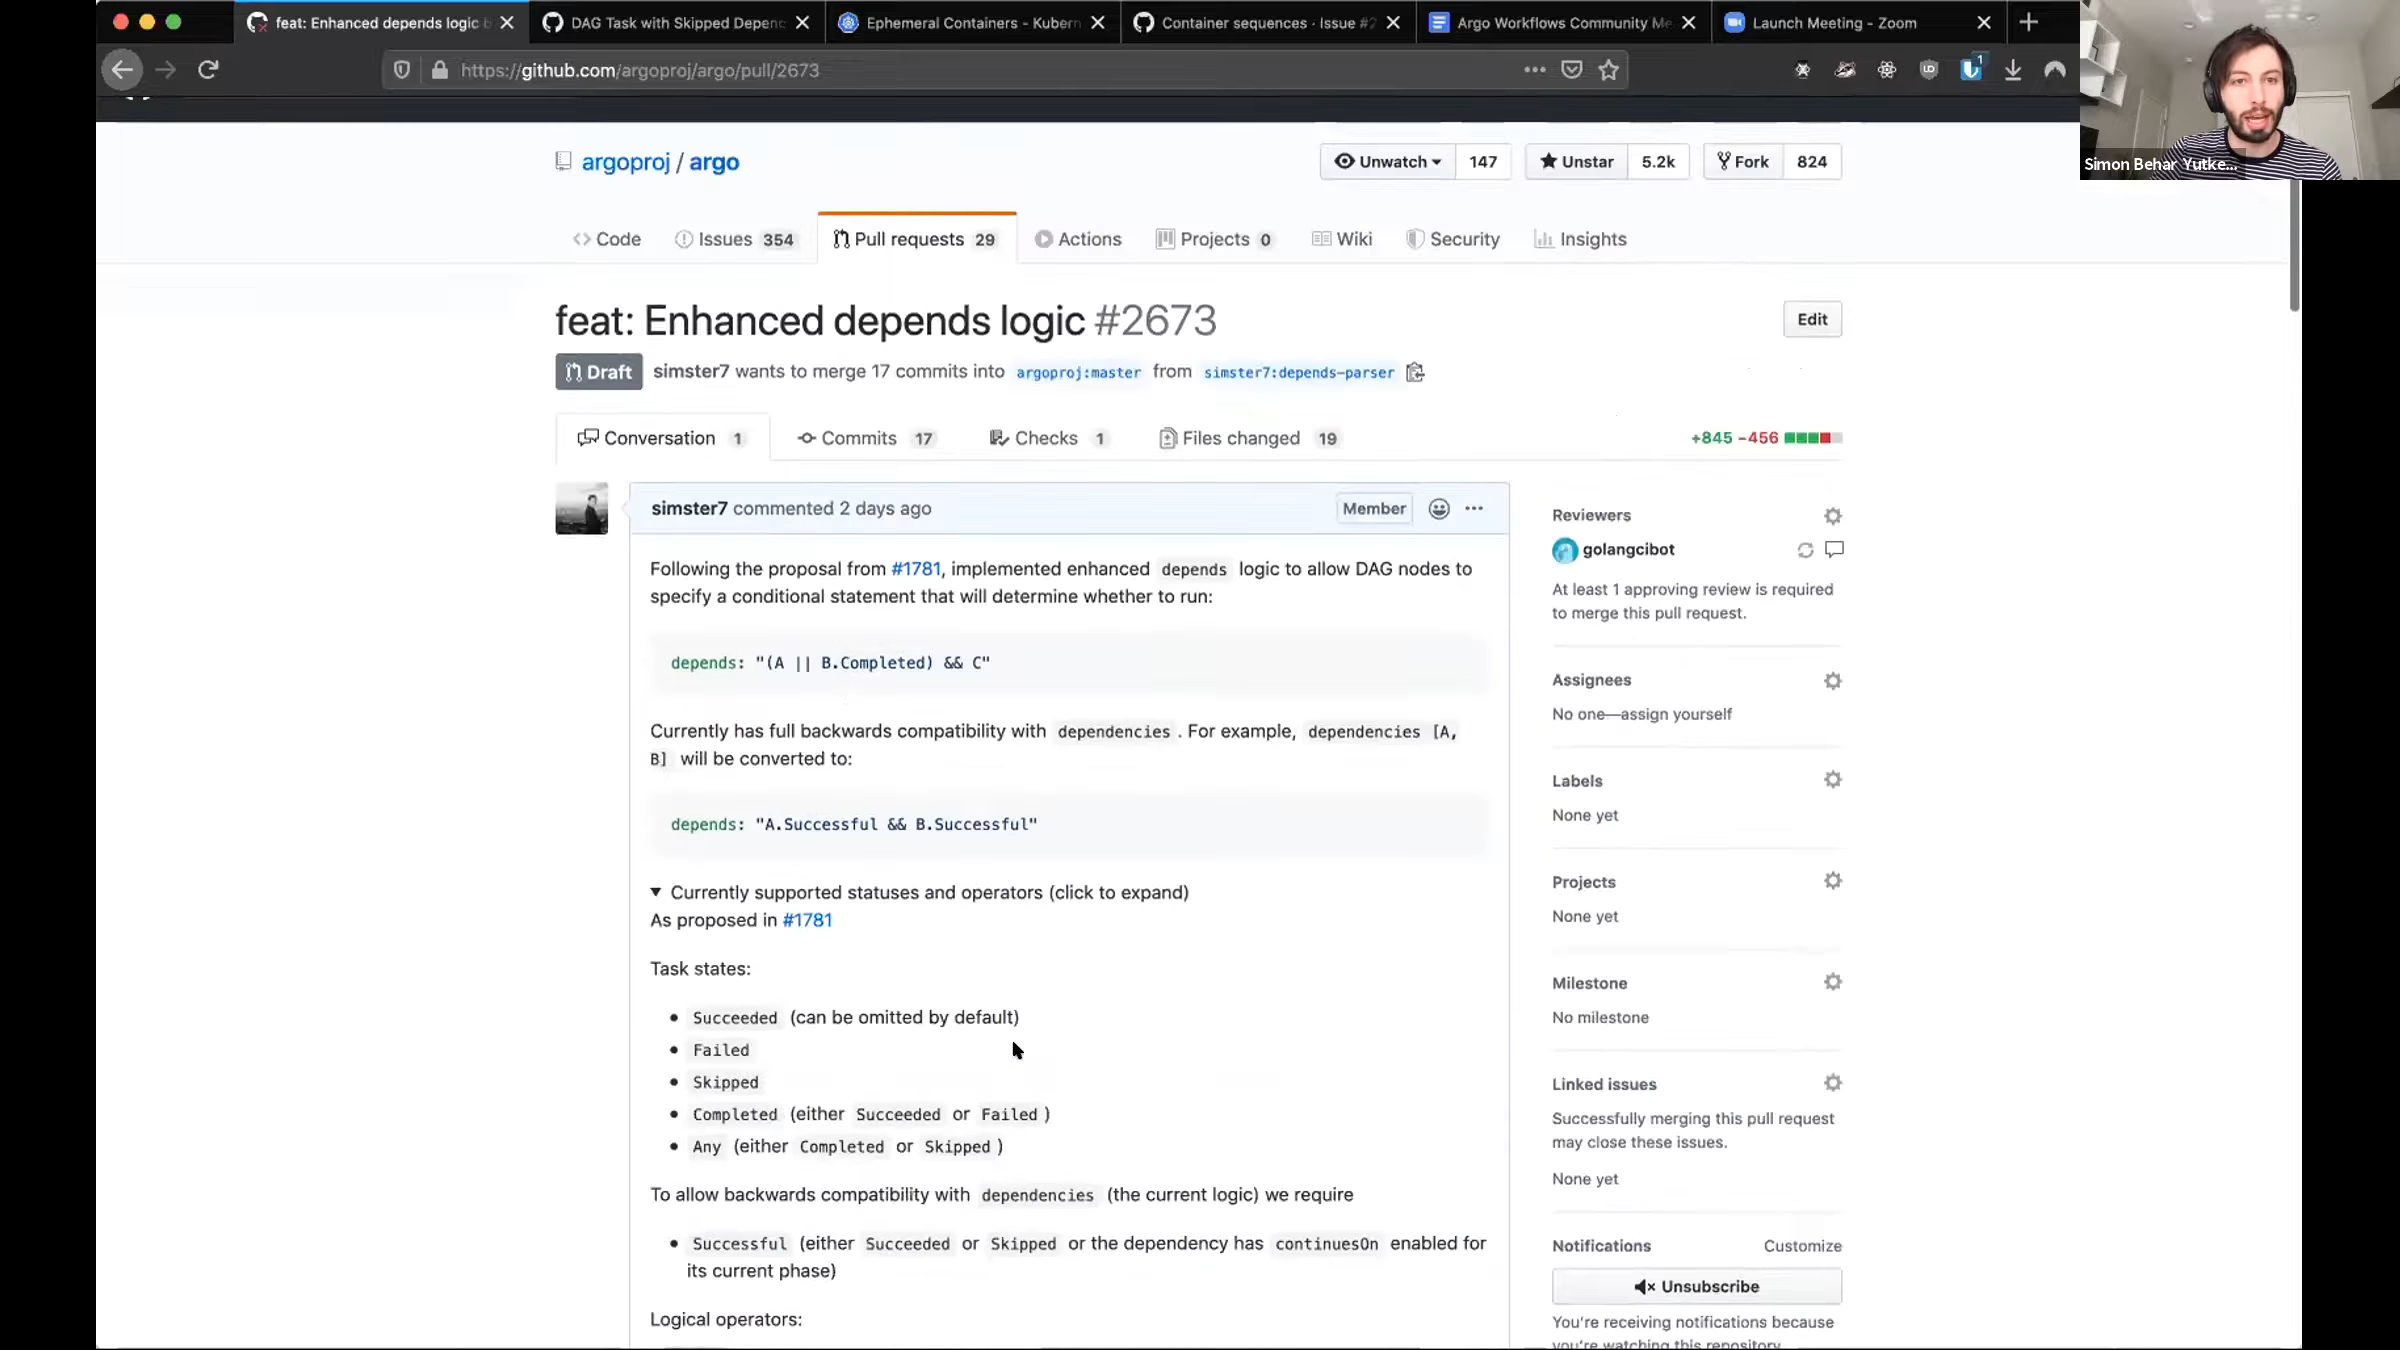 feat: Enhanced depends logic
DAG Task with Skipped Depen
Ephemeral Containers - Kubern
Container sequences · Issue #2
Argo Workflows Community Me
Launch Meeting - Zoom
https://github.com/argoproj/argo/pull/2673
1
Simon Behar Yutke...
argoproj / argo
Unwatch 147
Unstar 5.2k
Fork 824
Code
Issues 354
Pull requests 29
Actions
Projects 0
Wiki
Security
Insights
feat: Enhanced depends logic #2673
Edit
Draft simster7 wants to merge 17 commits into argoproj:master from simster7:depends-parser
Conversation 1
Commits 17
Checks 1
Files changed 19
+845 −456
simster7 commented 2 days ago
Member
Following the proposal from #1781, implemented enhanced depends logic to allow DAG nodes to
specify a conditional statement that will determine whether to run:
depends: "(A || B.Completed) && C"
Currently has full backwards compatibility with dependencies . For example, dependencies [A,
B] will be converted to:
depends: "A.Successful && B.Successful"
Currently supported statuses and operators (click to expand)
As proposed in #1781
Task states:
Succeeded (can be omitted by default)
Failed
Skipped
Completed (either Succeeded or Failed )
Any (either Completed or Skipped )
To allow backwards compatibility with dependencies (the current logic) we require
Successful (either Succeeded or Skipped or the dependency has continuesOn enabled for
its current phase)
Logical operators:
Reviewers
golangcibot
At least 1 approving review is required
to merge this pull request.
Assignees
No one—assign yourself
Labels
None yet
Projects
None yet
Milestone
No milestone
Linked issues
Successfully merging this pull request
may close these issues.
None yet
Notifications Customize
Unsubscribe
You're receiving notifications because
you're watching this repository.